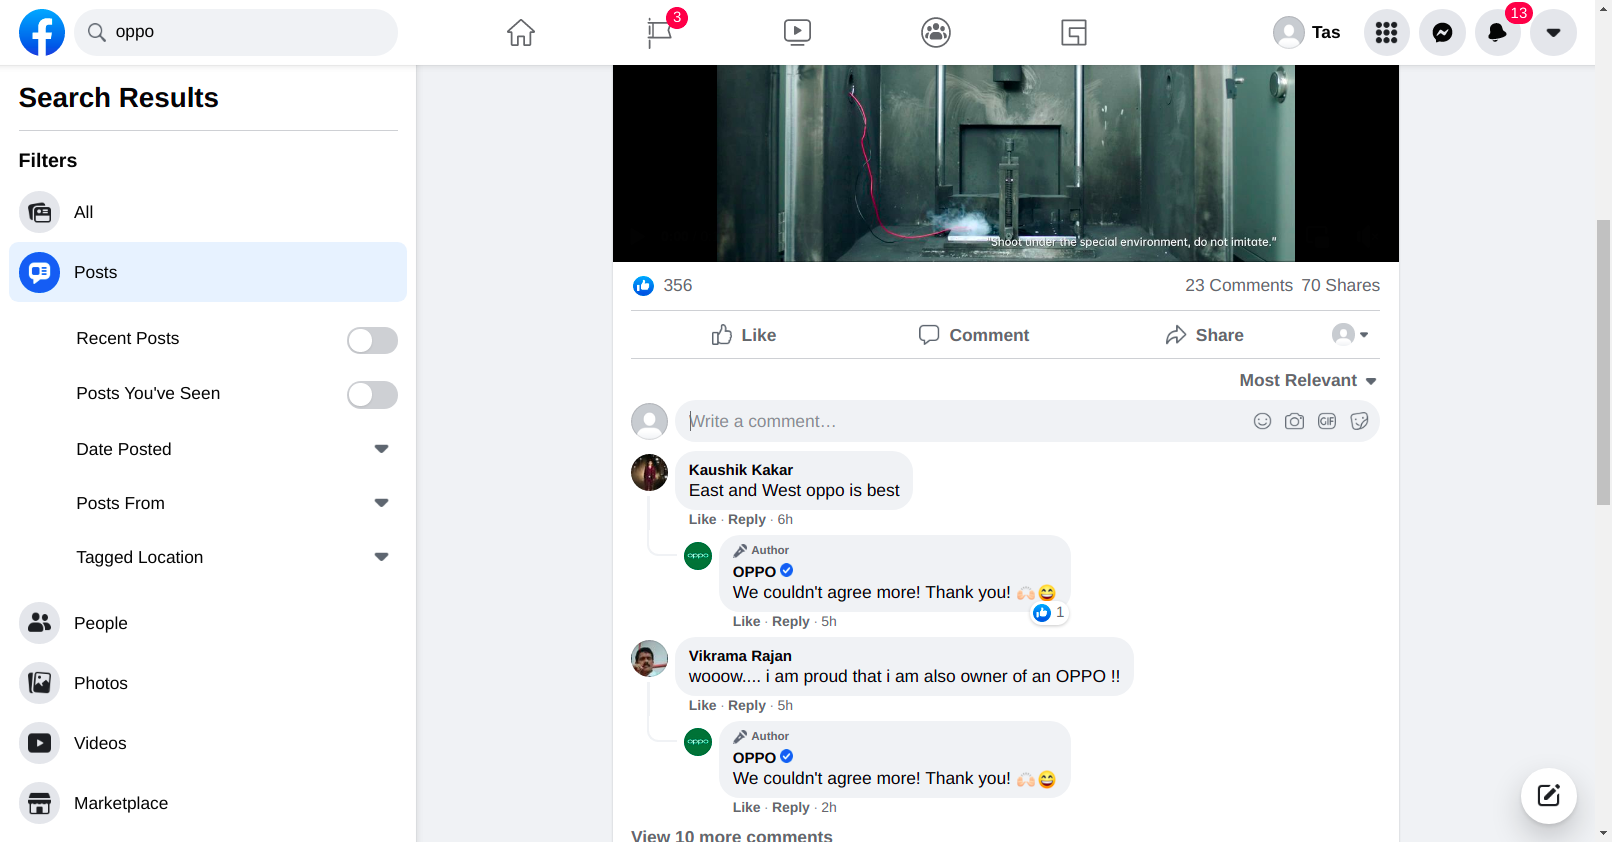 oppo
3
Tas
13
Search Results
Filters
All
Posts
Recent Posts
Posts You've Seen
Date Posted
Posts From
Tagged Location
People
Photos
Videos
Marketplace
"Shoot under the special environment, do not imitate."
356
23 Comments 70 Shares
Like
Comment
Share
Most Relevant
Write a comment…
GIF
Kaushik Kakar
East and West oppo is best
Like · Reply · 6h
oppo
Author
OPPO
We couldn't agree more! Thank you! 🙌🏻😄
1
Like · Reply · 5h
Vikrama Rajan
wooow.... i am proud that i am also owner of an OPPO !!
Like · Reply · 5h
oppo
Author
OPPO
We couldn't agree more! Thank you! 🙌🏻😄
Like · Reply · 2h
View 10 more comments